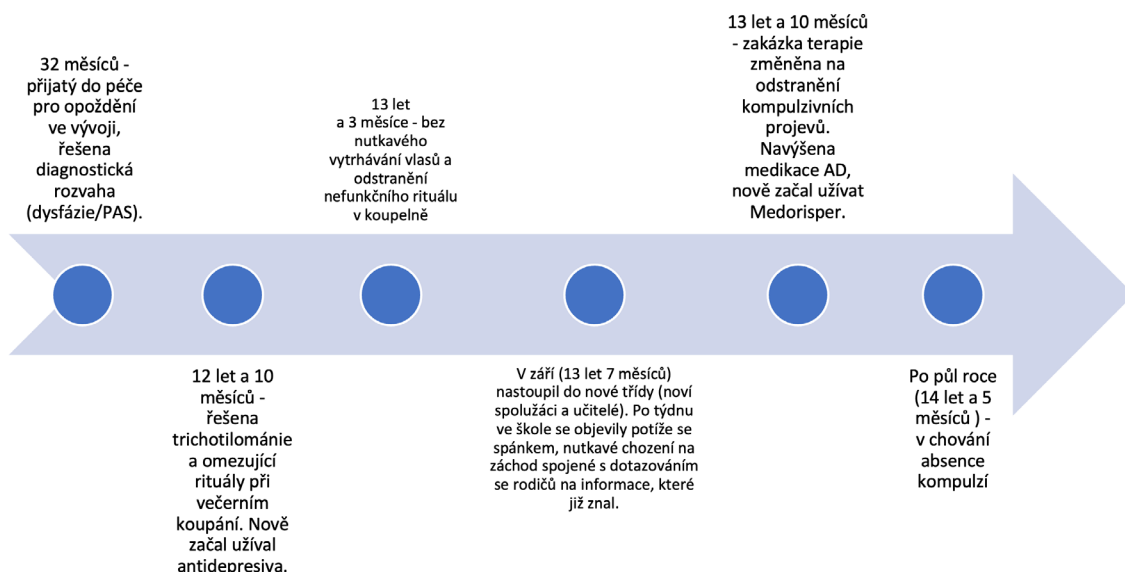 32 měsíců -
přijatý do péče
pro opoždění
ve vývoji,
řešena
diagnostická
rozvaha
(dysfázie/PAS).
12 let a 10
měsíců -
řešena
trichotilománie
a omezující
rituály při
večerním
koupání. Nově
začal užíval
antidepresiva.
13 let
a 3 měsíce - bez
nutkavého
vytrhávání vlasů a
odstranění
nefunkčního rituálu
v koupelně
V září (13 let 7 měsíců)
nastoupil do nové třídy (noví
spolužáci a učitelé). Po týdnu
ve škole se objevily potíže se
spánkem, nutkavé chození na
záchod spojené s dotazováním
se rodičů na informace, které
již znal.
13 let a 10 měsíců
- zakázka terapie
změněna na
odstranění
kompulzivních
projevů.
Navýšena
medikace AD,
nově začal užívat
Medorisper.
Po půl roce
(14 let a 5
měsíců ) -
v chování
absence
kompulzí